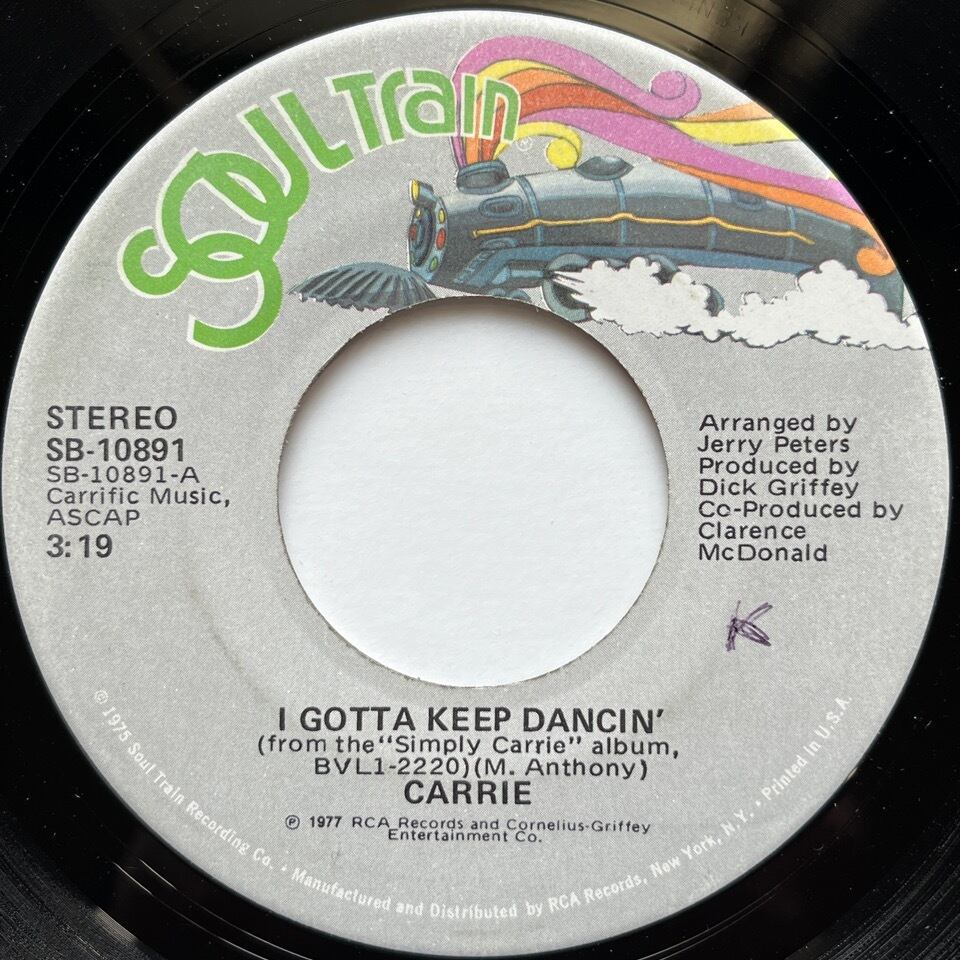 SOUL TRAIN
®
STEREO
SB-10891
SB-10891-A
Carrific Music,
ASCAP
3:19
Arranged by
Jerry Peters
Produced by
Dick Griffey
Co-Produced by
Clarence
McDonald
K
I GOTTA KEEP DANCIN'
(from the "Simply Carrie" album,
BVL1-2220)(M. Anthony)
CARRIE
℗ 1977 RCA Records and Cornelius-Griffey
Entertainment Co.
© 1975 Soul Train Recording Co. • Manufactured and Distributed by RCA Records, New York, N.Y. • Printed in U.S.A.